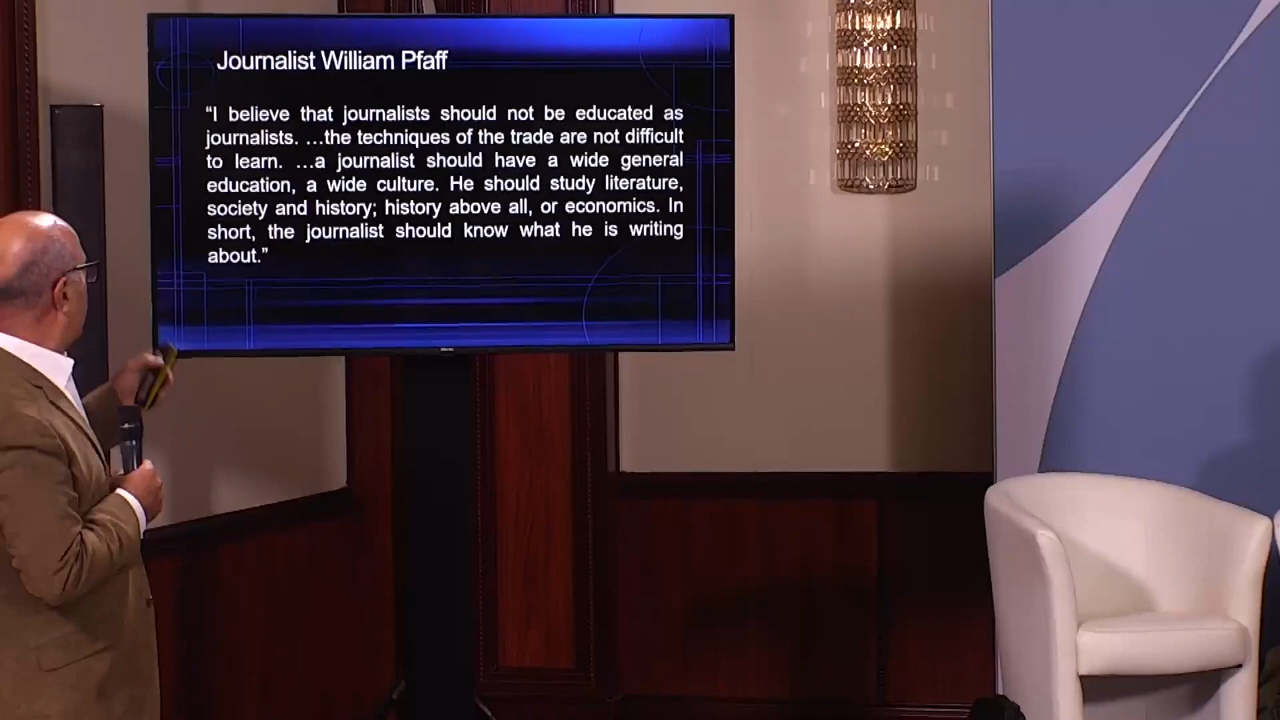 Journalist William Pfaff
“I believe that journalists should not be educated as
journalists. …the techniques of the trade are not difficult
to learn. …a journalist should have a wide general
education, a wide culture. He should study literature,
society and history; history above all, or economics. In
short, the journalist should know what he is writing
about.”